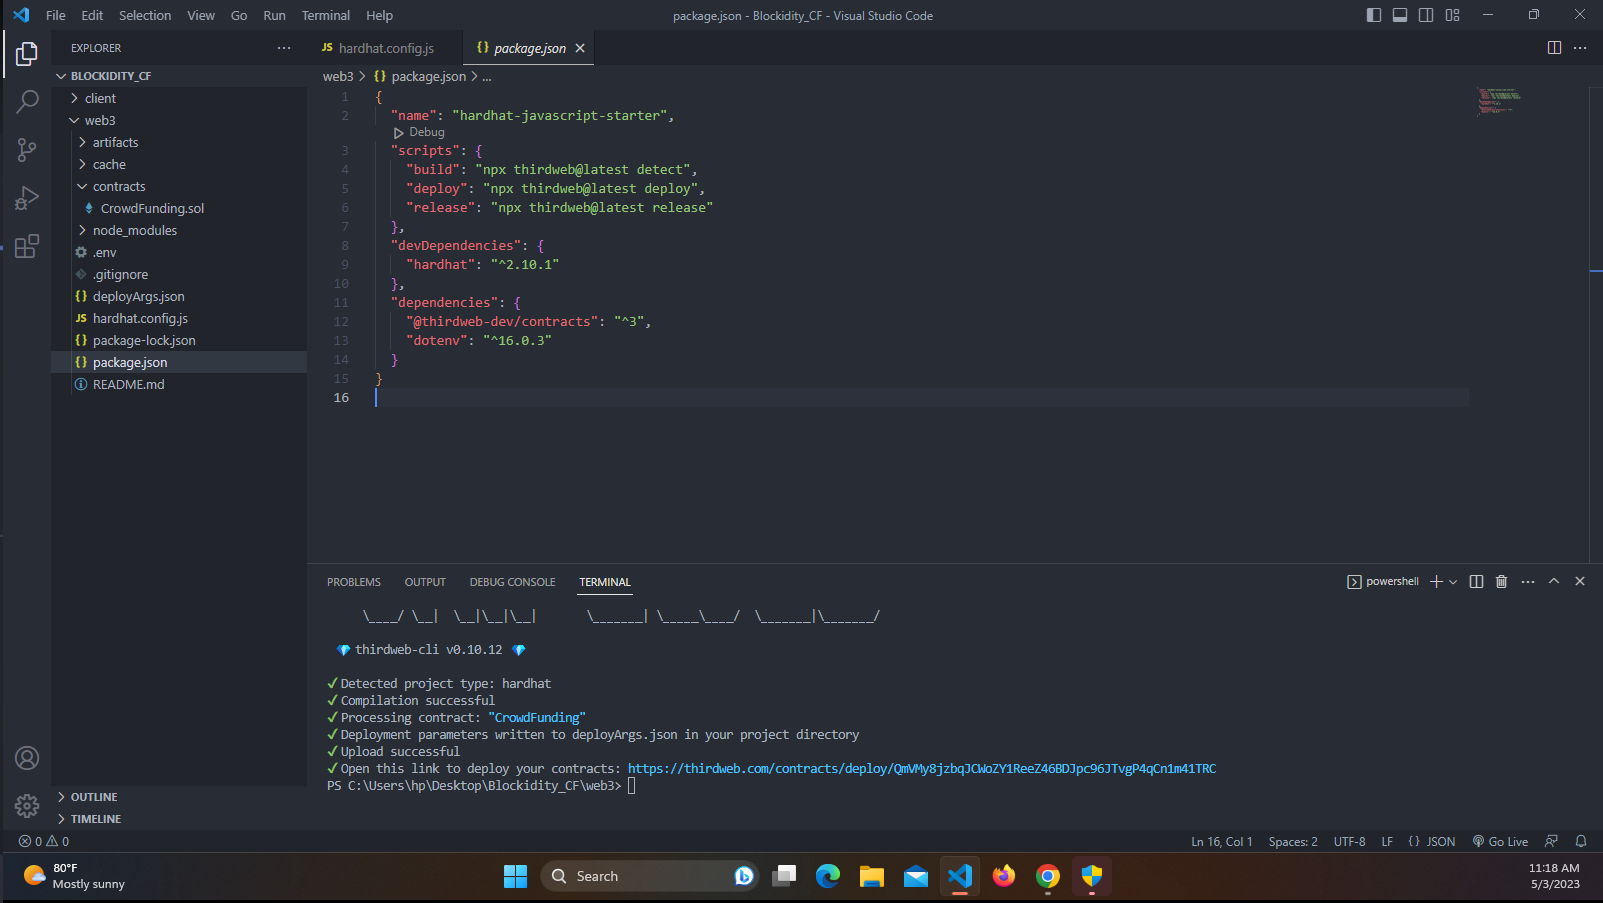 File Edit Selection View Go Run Terminal Help
package.json - Blockidity_CF - Visual Studio Code
EXPLORER
BLOCKIDITY_CF
client
web3
artifacts
cache
contracts
CrowdFunding.sol
node_modules
.env
.gitignore
{} deployArgs.json
JS hardhat.config.js
{} package-lock.json
{} package.json
README.md
OUTLINE
TIMELINE
JS hardhat.config.js
{} package.json
web3 > {} package.json > ...
1 {
2 "name": "hardhat-javascript-starter",
Debug
3 "scripts": {
4 "build": "npx thirdweb@latest detect",
5 "deploy": "npx thirdweb@latest deploy",
6 "release": "npx thirdweb@latest release"
7 },
8 "devDependencies": {
9 "hardhat": "^2.10.1"
10 },
11 "dependencies": {
12 "@thirdweb-dev/contracts": "^3",
13 "dotenv": "^16.0.3"
14 }
15 }
16
PROBLEMS OUTPUT DEBUG CONSOLE TERMINAL
powershell
\____/ \__|  \__|\__|\__|      \_______| \_____\____/  \_______|\_______/
💎 thirdweb-cli v0.10.12 💎
✓ Detected project type: hardhat
✓ Compilation successful
✓ Processing contract: "CrowdFunding"
✓ Deployment parameters written to deployArgs.json in your project directory
✓ Upload successful
✓ Open this link to deploy your contracts: https://thirdweb.com/contracts/deploy/QmVMy8jzbqJCWoZY1ReeZ46BDJpc96JTvgP4qCn1m41TRC
PS C:\Users\hp\Desktop\Blockidity_CF\web3>
0 0
Ln 16, Col 1 Spaces: 2 UTF-8 LF {} JSON Go Live
80°F
Mostly sunny
Search
11:18 AM
5/3/2023